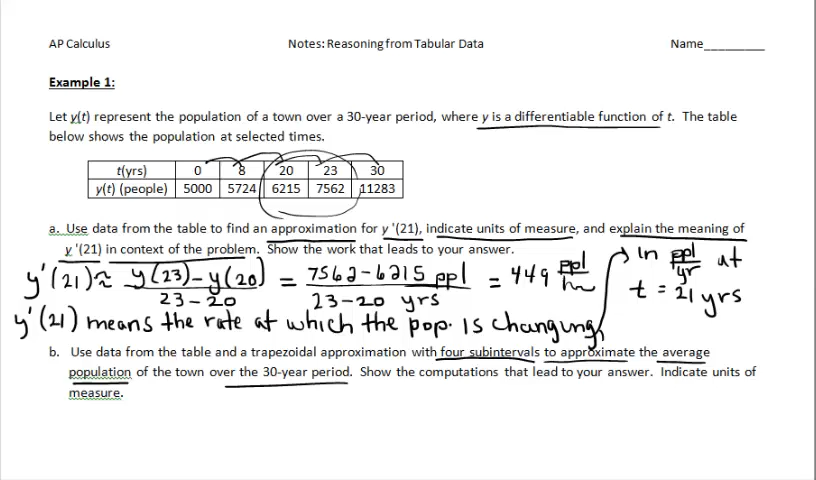 AP Calculus Notes: Reasoning from Tabular Data Name_________
Example 1:
Let y(t) represent the population of a town over a 30-year period, where y is a differentiable function of t. The table
below shows the population at selected times.
t(yrs) 0 8 20 23 30
y(t) (people) 5000 5724 6215 7562 11283
a. Use data from the table to find an approximation for y '(21), indicate units of measure, and explain the meaning of
y '(21) in context of the problem. Show the work that leads to your answer.
y'(21) ≈ y(23)-y(20) / 23-20 = 7562-6215 ppl / 23-20 yrs = 449 ppl
in ppl/yr at
t = 21 yrs
y'(21) means the rate at which the pop. is changing
b. Use data from the table and a trapezoidal approximation with four subintervals to approximate the average
population of the town over the 30-year period. Show the computations that lead to your answer. Indicate units of
measure.